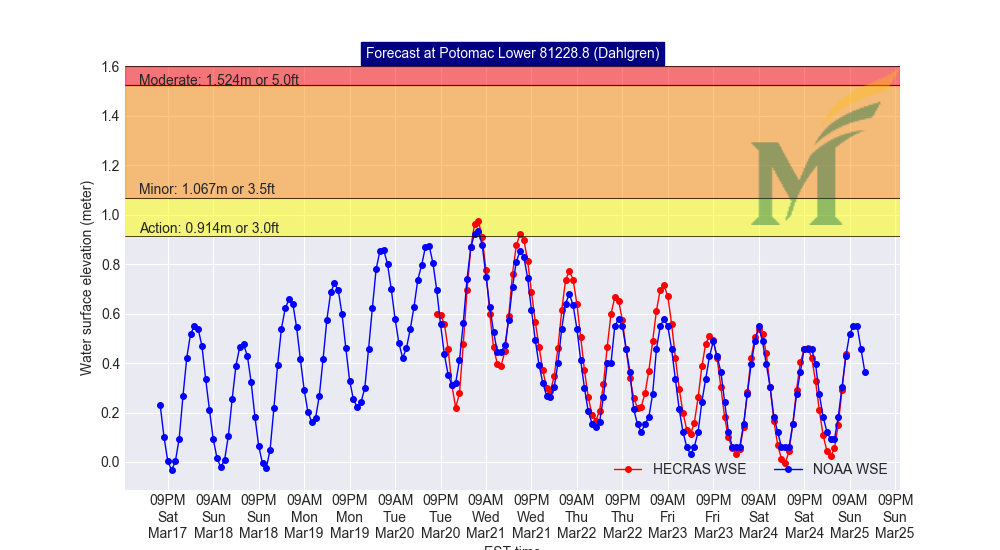 Forecast at Potomac Lower 81228.8 (Dahlgren)
1.6
Moderate: 1.524m or 5.0ft
1.4
1.2
Minor: 1.067m or 3.5ft
1.0
Action: 0.914m or 3.0ft
0.8
0.6
0.4
0.2
0.0
Water surface elevation (meter)
M
HECRAS WSE NOAA WSE
09PM 09AM 09PM 09AM 09PM 09AM 09PM 09AM 09PM 09AM 09PM 09AM 09PM 09AM 09PM 09AM 09PM
Sat Sun Sun Mon Mon Tue Tue Wed Wed Thu Thu Fri Fri Sat Sat Sun Sun
Mar17 Mar18 Mar18 Mar19 Mar19 Mar20 Mar20 Mar21 Mar21 Mar22 Mar22 Mar23 Mar23 Mar24 Mar24 Mar25 Mar25
EST time